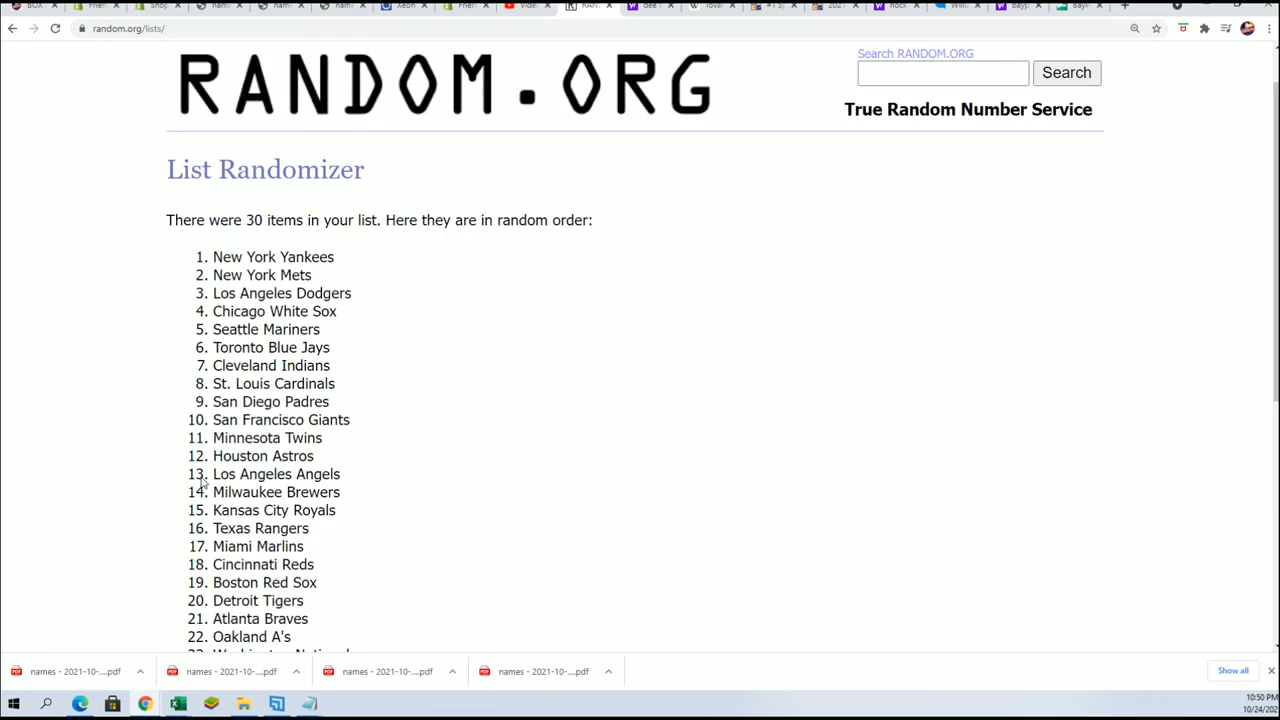 random.org/lists/
RANDOM.ORG
Search RANDOM.ORG
Search
True Random Number Service
List Randomizer
There were 30 items in your list. Here they are in random order:
1. New York Yankees
2. New York Mets
3. Los Angeles Dodgers
4. Chicago White Sox
5. Seattle Mariners
6. Toronto Blue Jays
7. Cleveland Indians
8. St. Louis Cardinals
9. San Diego Padres
10. San Francisco Giants
11. Minnesota Twins
12. Houston Astros
13. Los Angeles Angels
14. Milwaukee Brewers
15. Kansas City Royals
16. Texas Rangers
17. Miami Marlins
18. Cincinnati Reds
19. Boston Red Sox
20. Detroit Tigers
21. Atlanta Braves
22. Oakland A's
names - 2021-10-....pdf
names - 2021-10-....pdf
names - 2021-10-....pdf
names - 2021-10-....pdf
Show all
10:50 PM
10/24/202